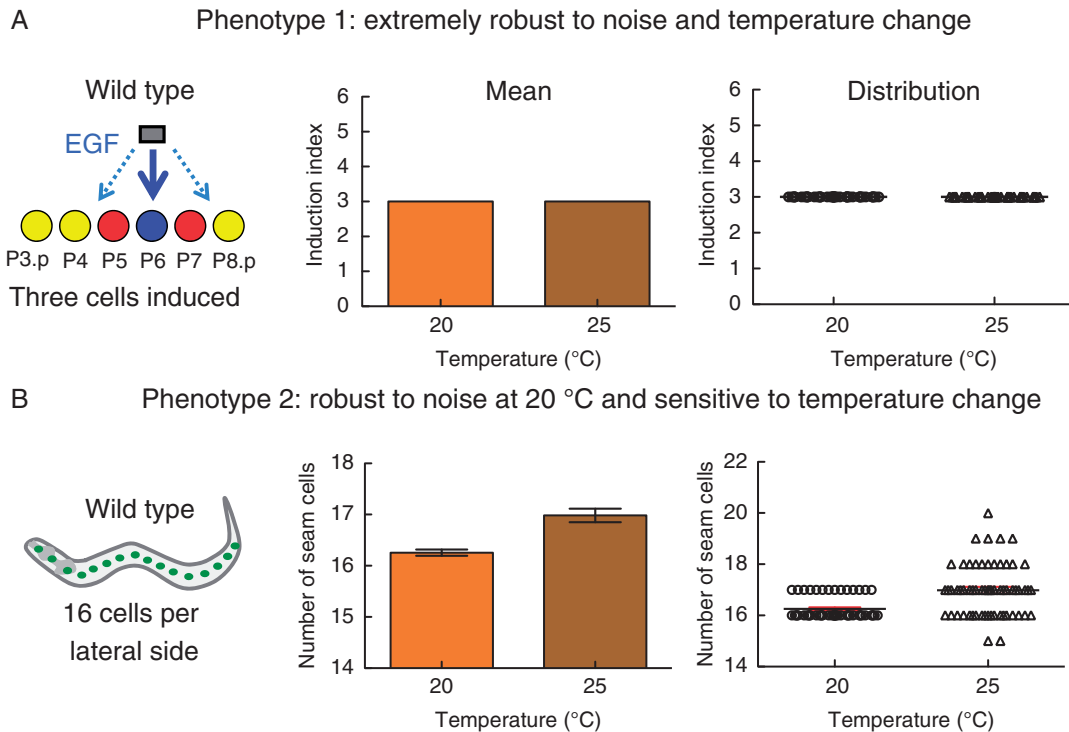 A
Phenotype 1: extremely robust to noise and temperature change
Wild type
EGF
P3.p P4 P5 P6 P7 P8.p
Three cells induced
Mean
Induction index
6
5
4
3
2
1
0
20 25
Temperature (°C)
Distribution
Induction index
6
5
4
3
2
1
0
20 25
Temperature (°C)
B
Phenotype 2: robust to noise at 20 °C and sensitive to temperature change
Wild type
16 cells per
lateral side
Number of seam cells
18
17
16
15
14
20 25
Temperature (°C)
Number of seam cells
22
20
18
16
14
20 25
Temperature (°C)